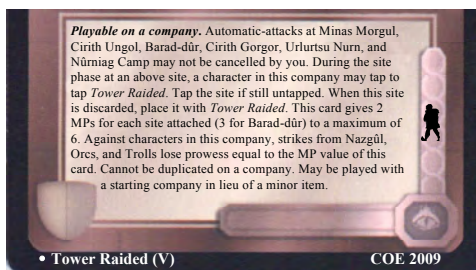 Playable on a company. Automatic-attacks at Minas Morgul,
Cirith Ungol, Barad-dûr, Cirith Gorgor, Urlurtsu Nurn, and
Nûrniag Camp may not be cancelled by you. During the site
phase at an above site, a character in this company may tap to
tap Tower Raided. Tap the site if still untapped. When this site
is discarded, place it with Tower Raided. This card gives 2
MPs for each site attached (3 for Barad-dûr) to a maximum of
6. Against characters in this company, strikes from Nazgûl,
Orcs, and Trolls lose prowess equal to the MP value of this
card. Cannot be duplicated on a company. May be played with
a starting company in lieu of a minor item.
• Tower Raided (V) COE 2009